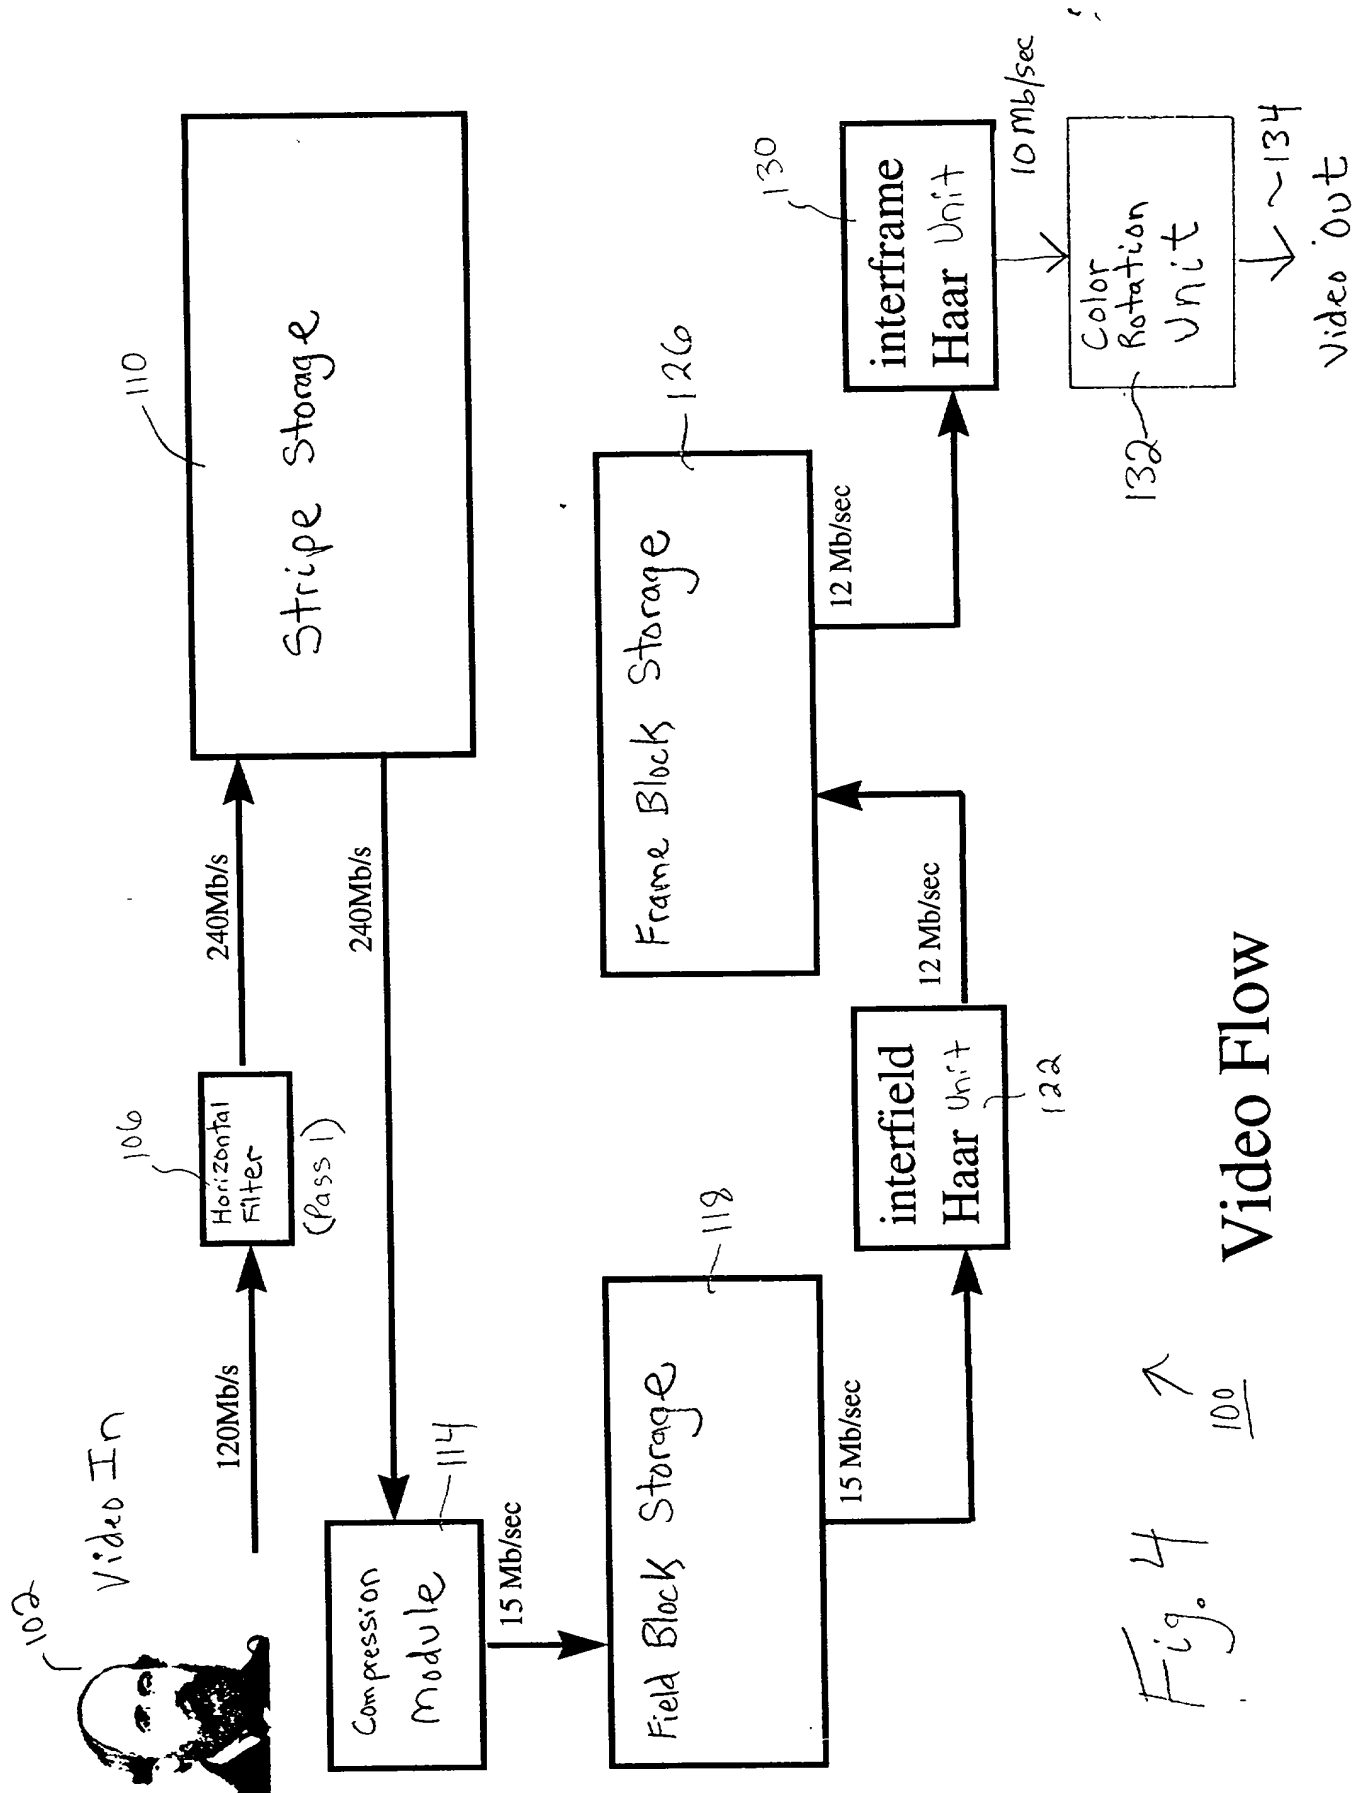 102
Video In
120Mb/s
106
Horizontal
Filter
(Pass 1)
240Mb/s
110
Stripe Storage
240Mb/s
Compression
Module
114
15 Mb/sec
Field Block Storage
118
15 Mb/sec
interfield
Haar Unit
122
12 Mb/sec
Frame Block Storage
126
12 Mb/sec
130
interframe
Haar Unit
10 Mb/sec
Color
Rotation
Unit
132
134
Video Out
Fig. 4
100
Video Flow